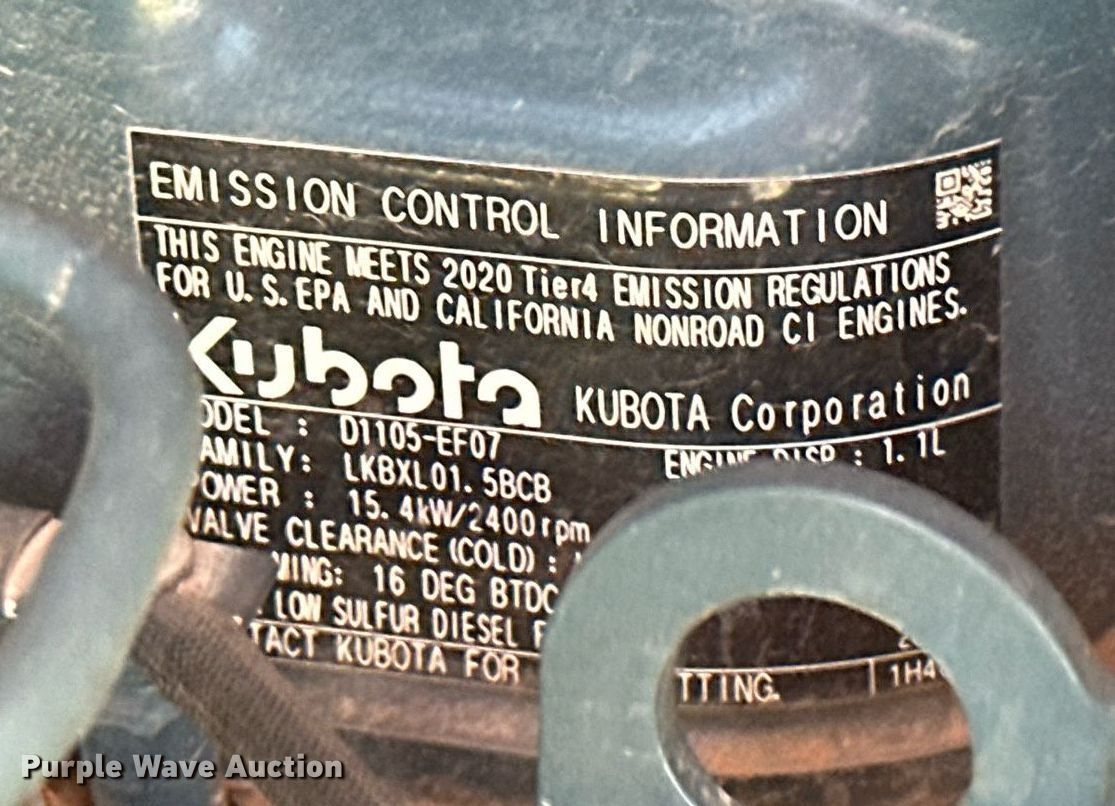 EMISSION CONTROL INFORMATION
THIS ENGINE MEETS 2020 Tier4 EMISSION REGULATIONS
FOR U.S.EPA AND CALIFORNIA NONROAD CI ENGINES.
Kubota KUBOTA Corporation
ODEL : D1105-EF07 ENGINE DISP : 1.1L
AMILY: LKBXL01.5BCB
OWER : 15.4kW/2400rpm
VALVE CLEARANCE (COLD) :
MING: 16 DEG BTDC
LOW SULFUR DIESEL
TACT KUBOTA FOR TTING. 1H4
Purple Wave Auction